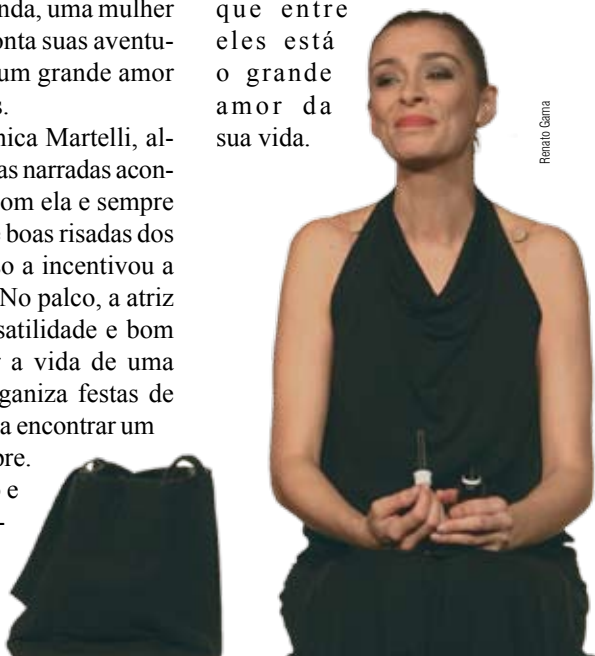 nda, uma mulher
onta suas aventu-
um grande amor
s.
nica Martelli, al-
as narradas acon-
om ela e sempre
boas risadas dos
o a incentivou a
No palco, a atriz
satilidade e bom
a vida de uma
ganiza festas de
a encontrar um
ore.
e
-
que entre
eles está
o grande
amor da
sua vida.
Renato Gama